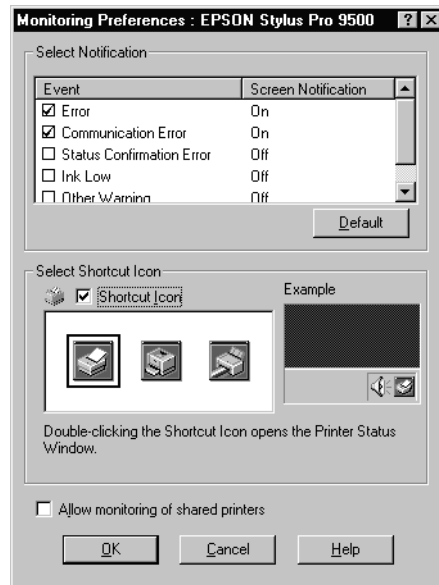 Monitoring Preferences : EPSON Stylus Pro 9500
Select Notification
Event Screen Notification
Error On
Communication Error On
Status Confirmation Error Off
Ink Low Off
Other Warning Off
Default
Select Shortcut Icon
Shortcut Icon
Example
Double-clicking the Shortcut Icon opens the Printer Status
Window.
Allow monitoring of shared printers
OK Cancel Help